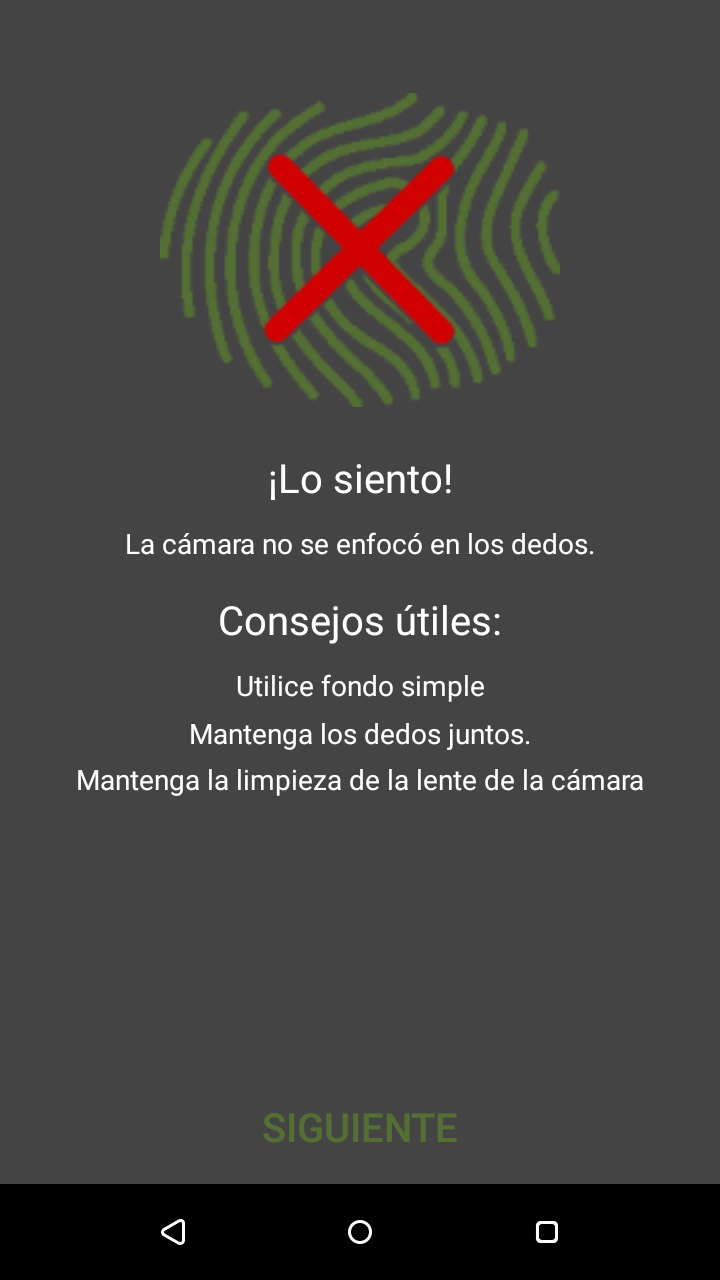 ¡Lo siento!
La cámara no se enfocó en los dedos.
Consejos útiles:
Utilice fondo simple
Mantenga los dedos juntos.
Mantenga la limpieza de la lente de la cámara
SIGUIENTE